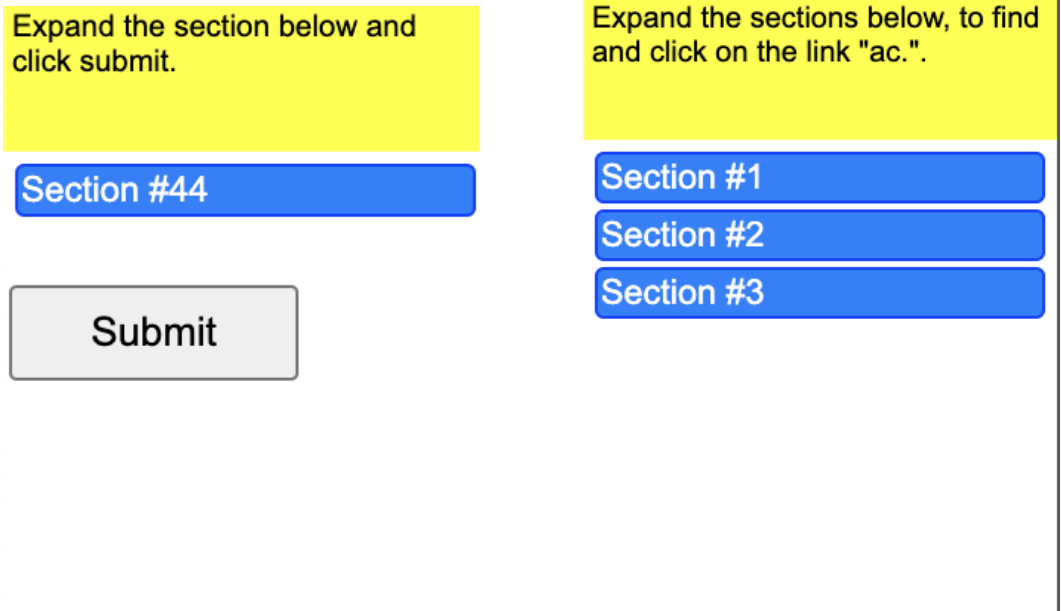 Expand the section below and
click submit.
Section #44
Submit
Expand the sections below, to find
and click on the link "ac.".
Section #1
Section #2
Section #3